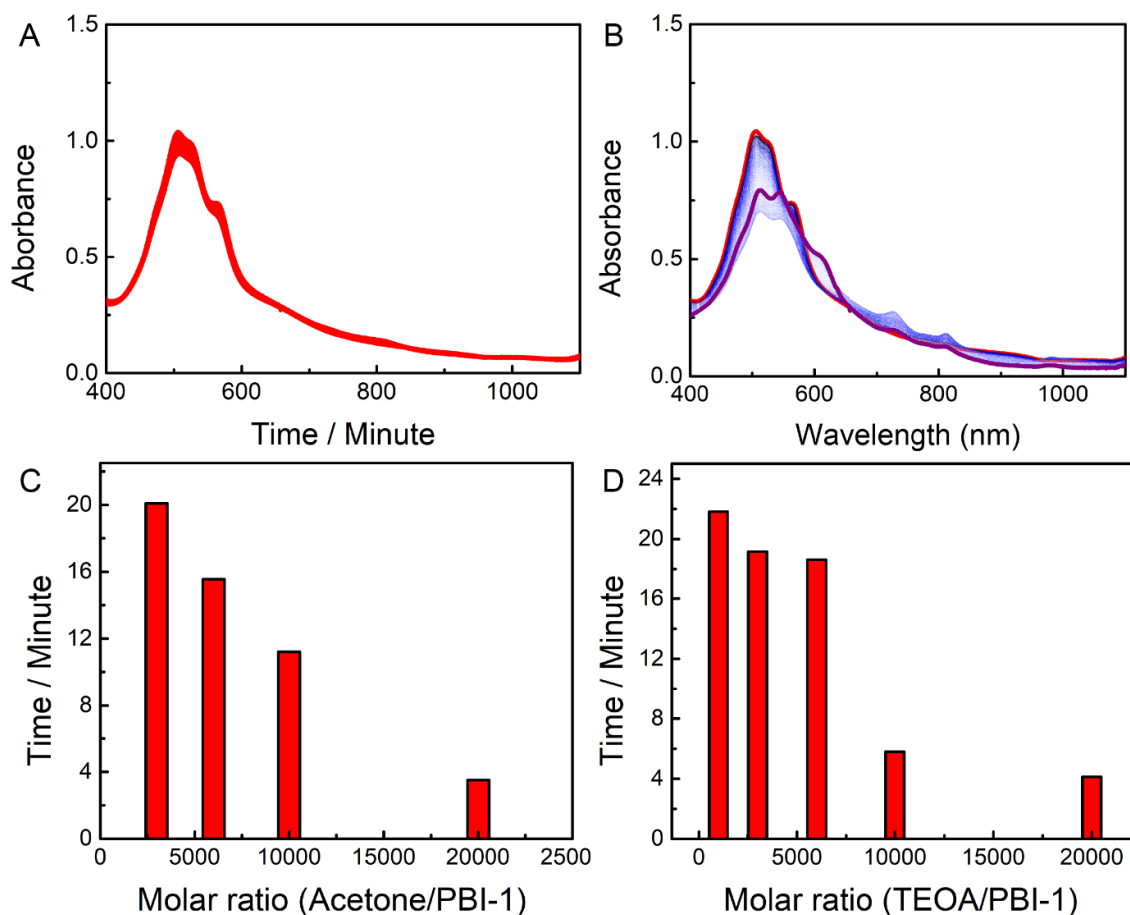 A
1.5
1.0
0.5
0.0
Aborbance
400 600 800 1000
Time / Minute
B
1.5
1.0
0.5
0.0
Absorbance
400 600 800 1000
Wavelength (nm)
C
20
16
12
8
4
0
Time / Minute
0 5000 10000 15000 20000 2500
Molar ratio (Acetone/PBI-1)
D
24
20
16
12
8
4
0
Time / Minute
0 5000 10000 15000 20000
Molar ratio (TEOA/PBI-1)